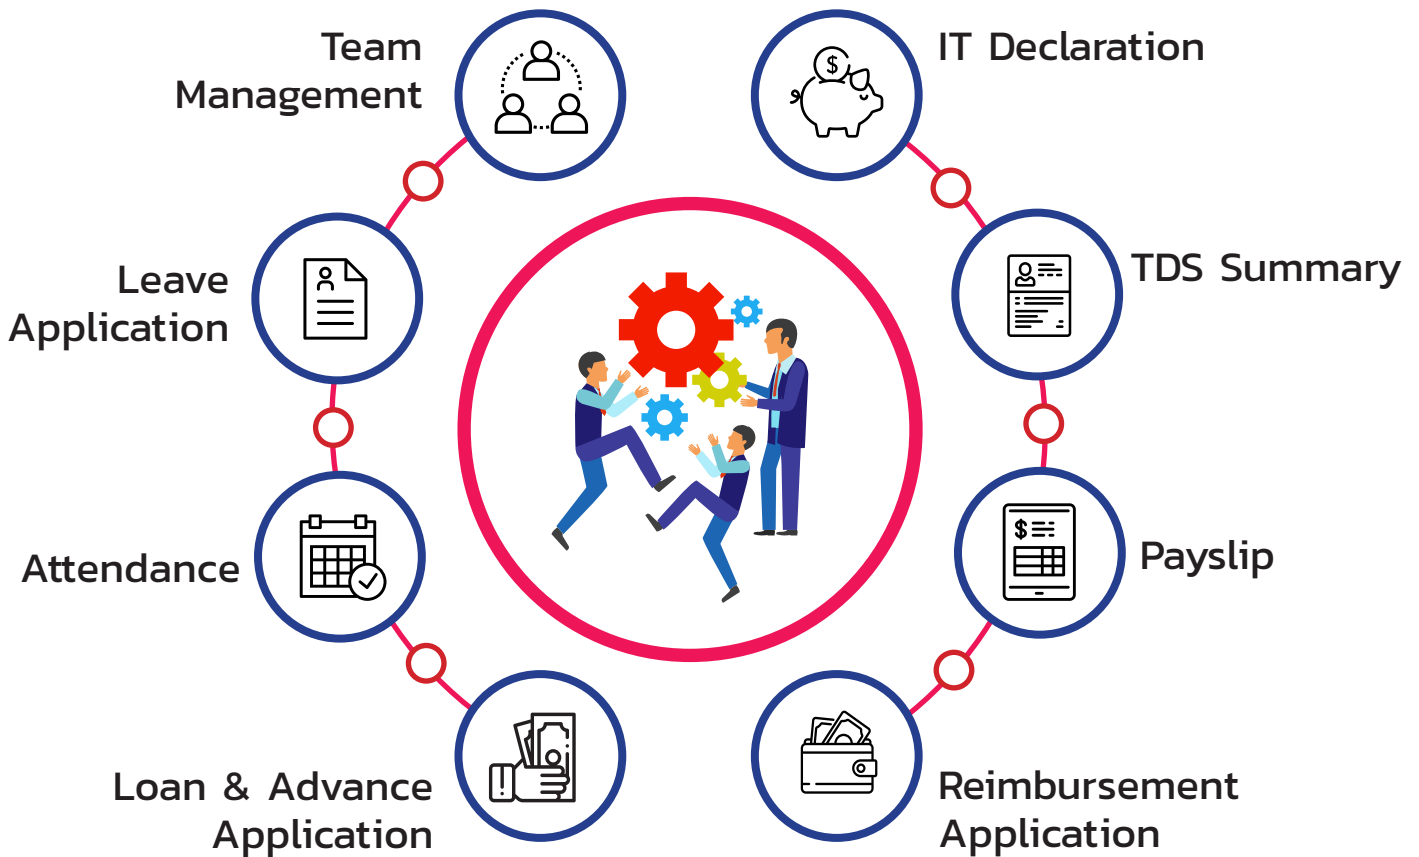 Team
Management
IT Declaration
Leave
Application
TDS Summary
Attendance
Payslip
Loan & Advance
Application
Reimbursement
Application